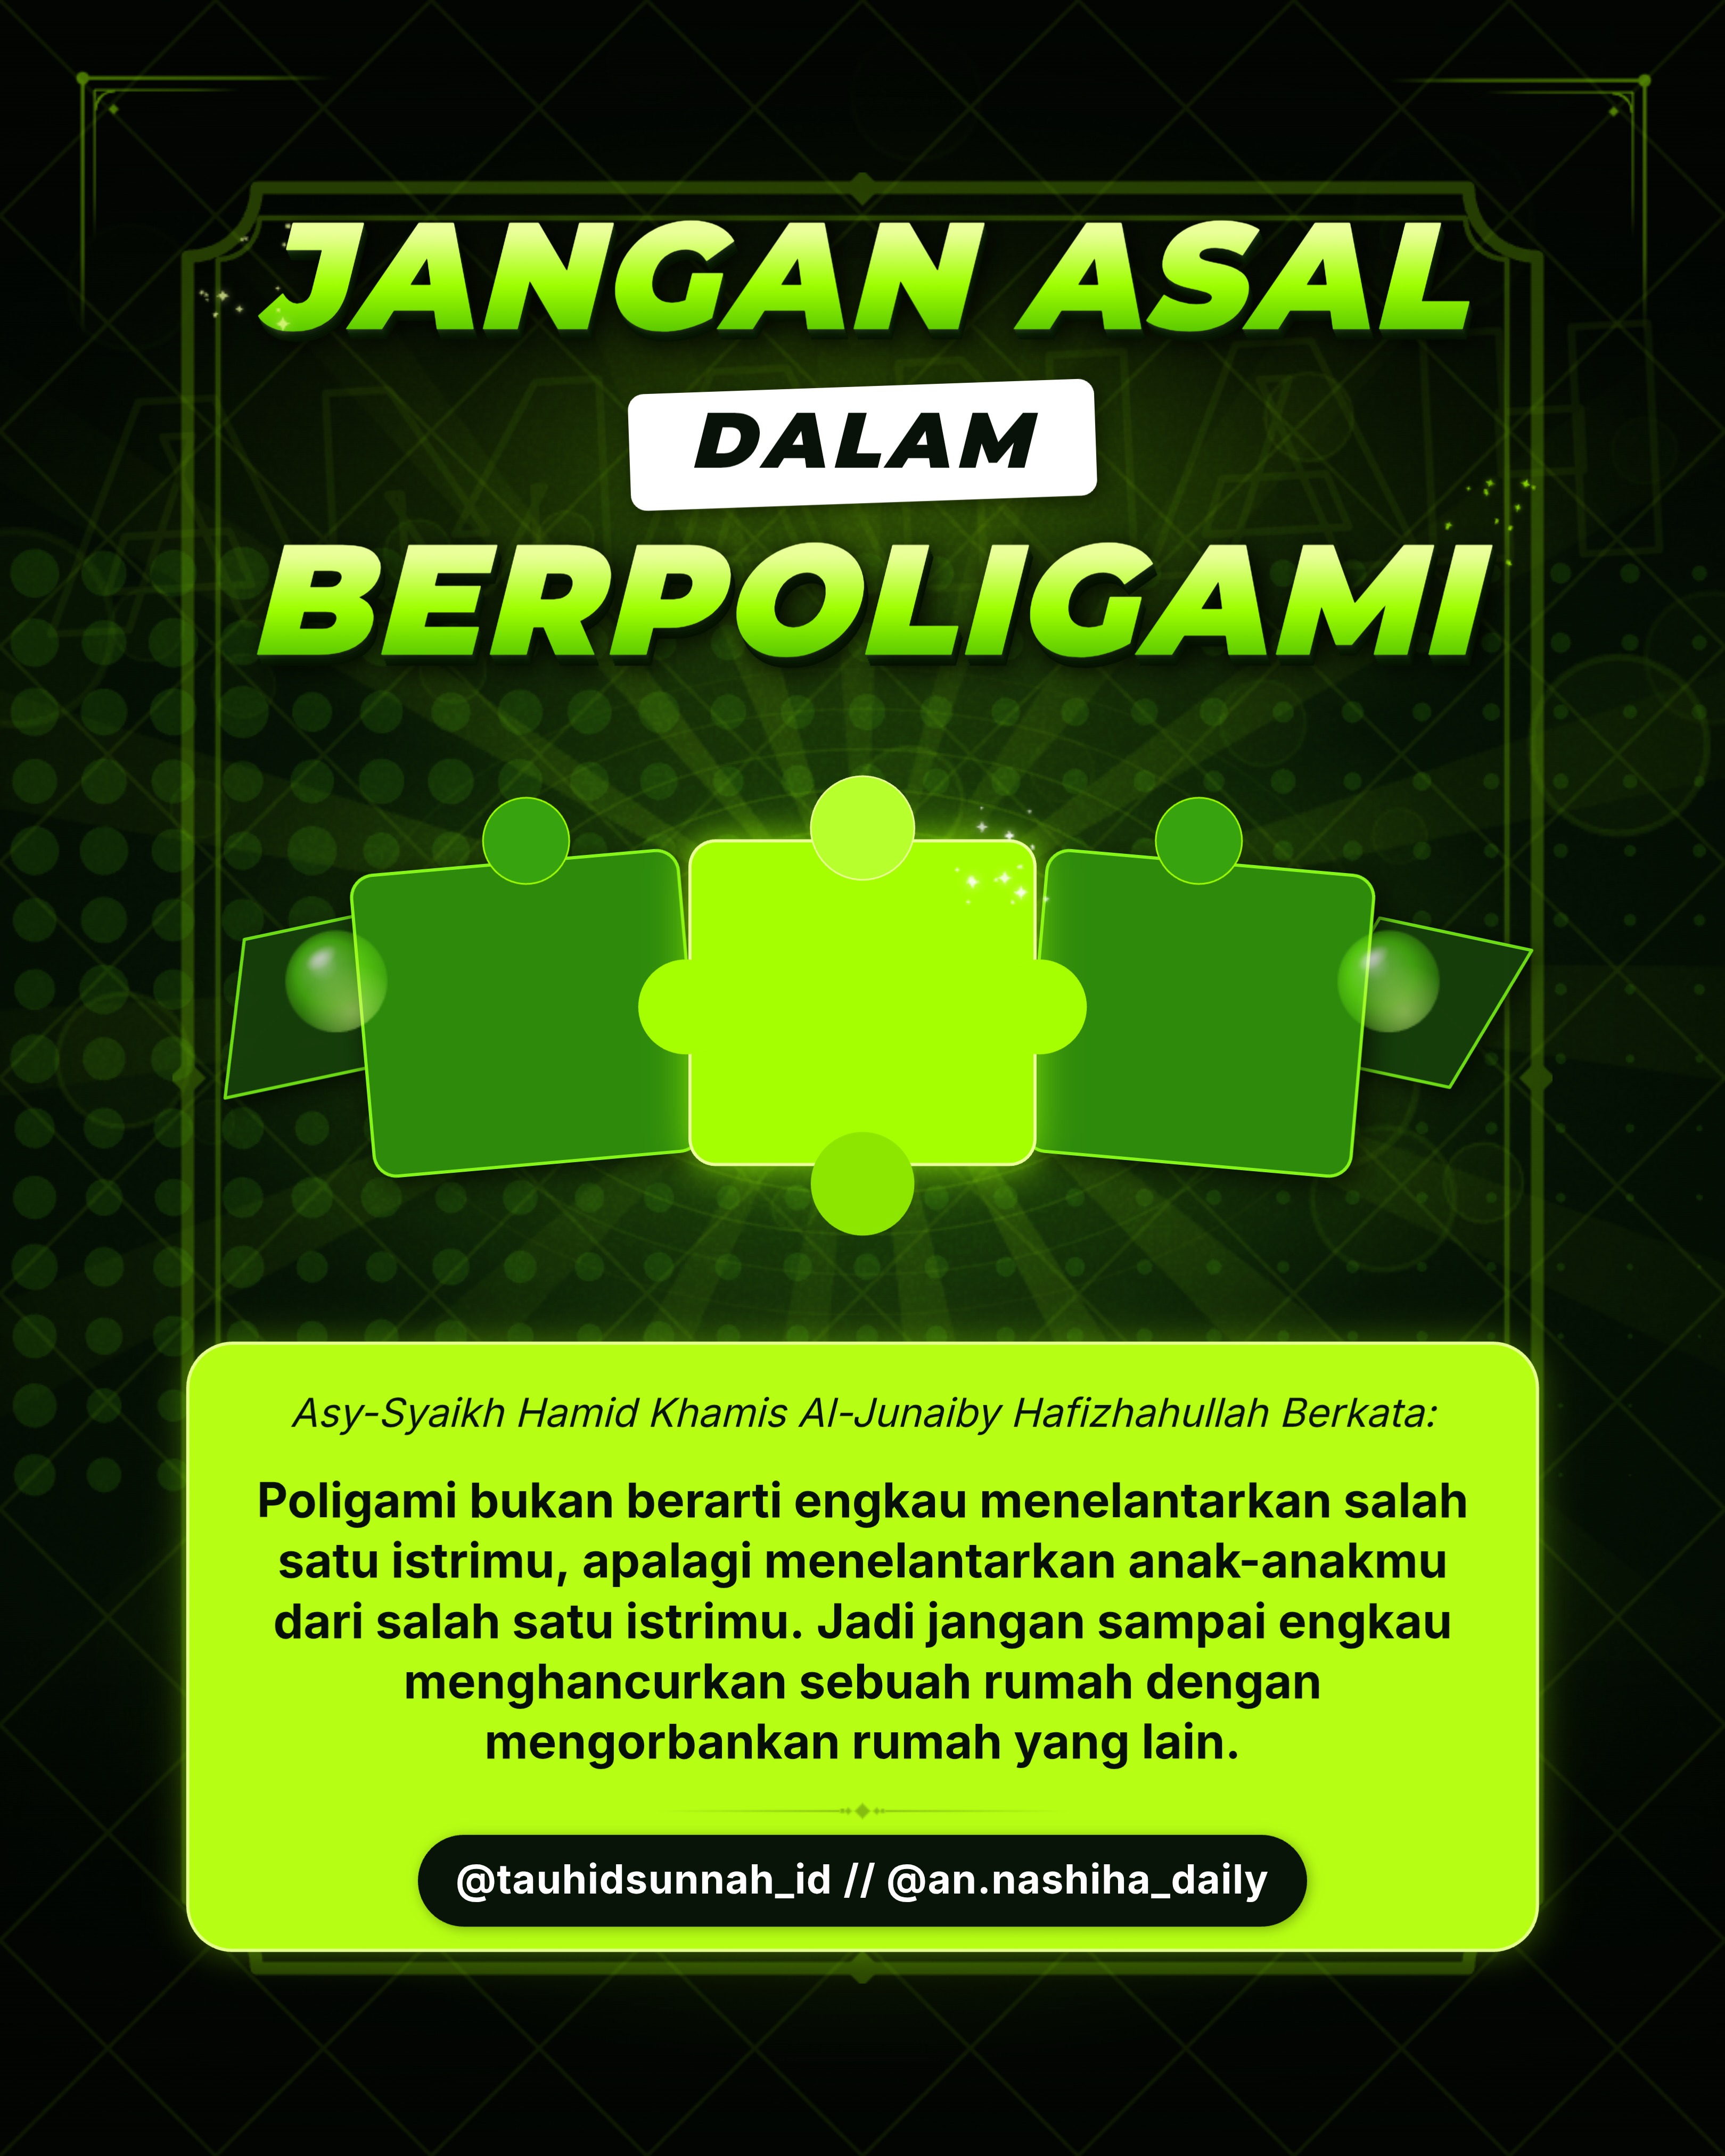 JANGAN ASAL
DALAM
BERPOLIGAMI
Asy-Syaikh Hamid Khamis Al-Junaiby Hafizhahullah Berkata:
Poligami bukan berarti engkau menelantarkan salah
satu istrimu, apalagi menelantarkan anak-anakmu
dari salah satu istrimu. Jadi jangan sampai engkau
menghancurkan sebuah rumah dengan
mengorbankan rumah yang lain.
@tauhidsunnah_id // @an.nashiha_daily